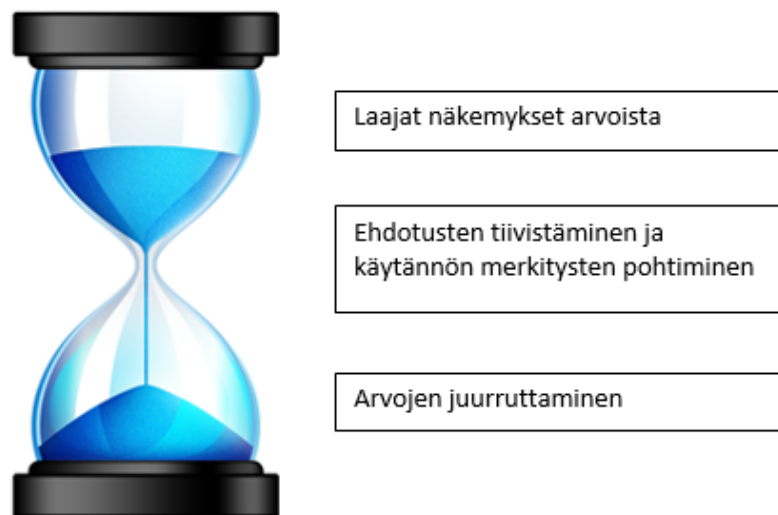 Laajat näkemykset arvoista
Ehdotusten tiivistäminen ja
käytännön merkitysten pohtiminen
Arvojen juurruttaminen